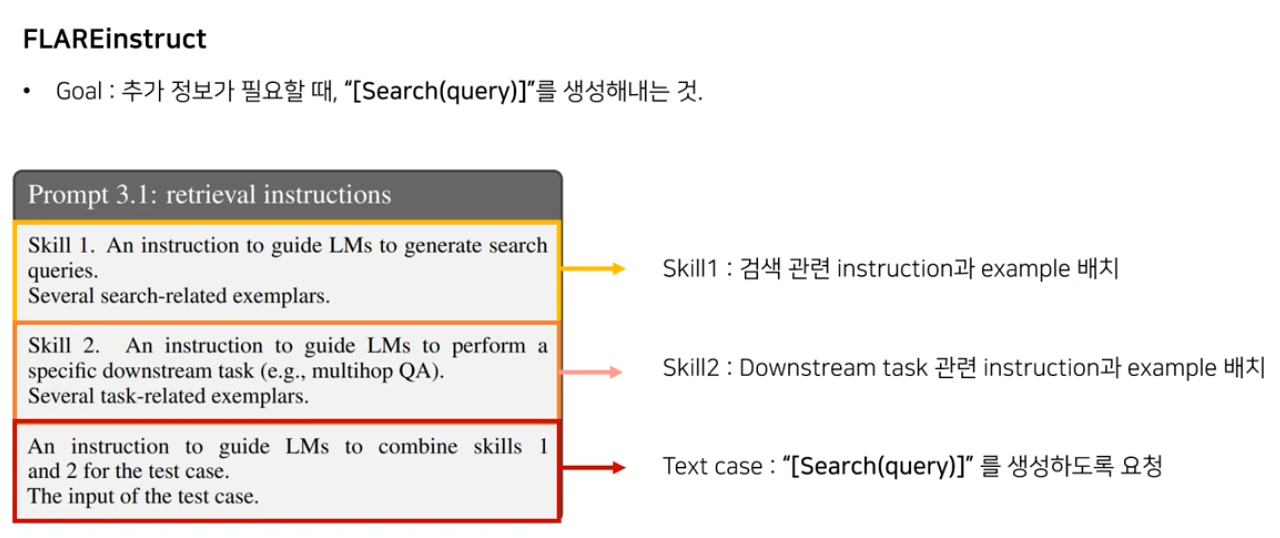 FLAREinstruct
• Goal : 추가 정보가 필요할 때, “[Search(query)]”를 생성해내는 것.
Prompt 3.1: retrieval instructions
Skill 1. An instruction to guide LMs to generate search
queries.
Several search-related exemplars.
Skill1 : 검색 관련 instruction과 example 배치
Skill 2. An instruction to guide LMs to perform a
specific downstream task (e.g., multihop QA).
Several task-related exemplars.
Skill2 : Downstream task 관련 instruction과 example 배치
An instruction to guide LMs to combine skills 1
and 2 for the test case.
The input of the test case.
Text case : “[Search(query)]” 를 생성하도록 요청